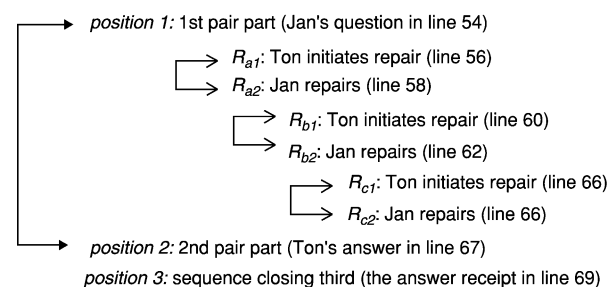 position 1: 1st pair part (Jan's question in line 54)
Ra1: Ton initiates repair (line 56)
Ra2: Jan repairs (line 58)
Rb1: Ton initiates repair (line 60)
Rb2: Jan repairs (line 62)
Rc1: Ton initiates repair (line 66)
Rc2: Jan repairs (line 66)
position 2: 2nd pair part (Ton's answer in line 67)
position 3: sequence closing third (the answer receipt in line 69)